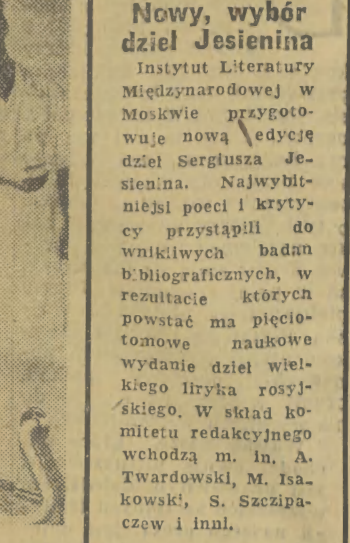 Nowy, wybór
dzieł Jesienina
Instytut Literatury
Międzynarodowej w
Moskwie przygoto-
wuje nową edycję
dzieł Sergiusza Je-
sienina. Najwybit-
niejsi poeci i kryty-
cy przystąpili do
wnikliwych badań
bibliograficznych, w
rezultacie których
powstać ma pięcio-
tomowe naukowe
wydanie dzieł wiel-
kiego liryka rosyj-
skiego. W skład ko-
mitetu redakcyjnego
wchodzą m. in. A.
Twardowski, M. Isa-
kowski, S. Szczipa-
czew i inni.